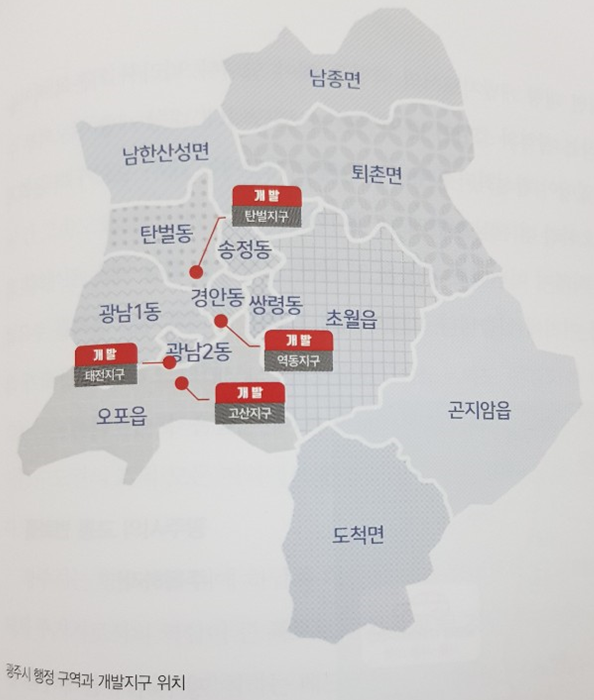 남종면
남한산성면
퇴촌면
개발
탄벌지구
탄벌동
송정동
경안동
쌍령동
광남1동
초월읍
개발
역동지구
광남2동
개발
태전지구
개발
고산지구
오포읍
곤지암읍
도척면
광주시 행정 구역과 개발지구 위치